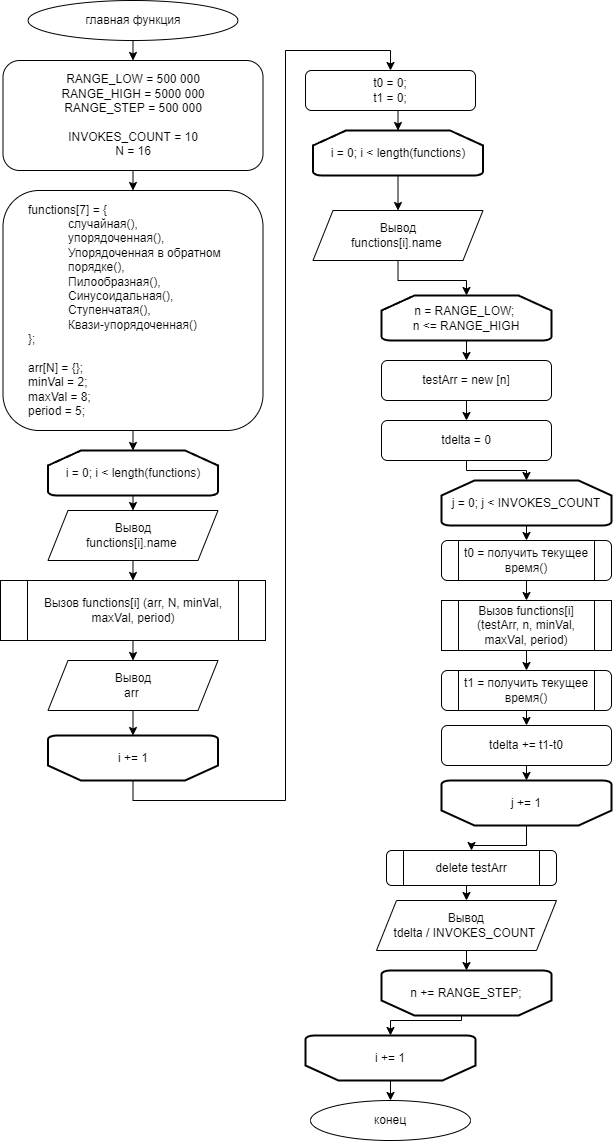 главная функция
RANGE_LOW = 500 000
RANGE_HIGH = 5000 000
RANGE_STEP = 500 000
INVOKES_COUNT = 10
N = 16
functions[7] = {
случайная(),
упорядоченная(),
Упорядоченная в обратном
порядке(),
Пилообразная(),
Синусоидальная(),
Ступенчатая(),
Квази-упорядоченная()
};
arr[N] = {};
minVal = 2;
maxVal = 8;
period = 5;
i = 0; i < length(functions)
Вывод
functions[i].name
Вызов functions[i] (arr, N, minVal,
maxVal, period)
Вывод
arr
i += 1
t0 = 0;
t1 = 0;
i = 0; i < length(functions)
Вывод
functions[i].name
n = RANGE_LOW;
n <= RANGE_HIGH
testArr = new [n]
tdelta = 0
j = 0; j < INVOKES_COUNT
t0 = получить текущее
время()
Вызов functions[i]
(testArr, n, minVal,
maxVal, period)
t1 = получить текущее
время()
tdelta += t1-t0
j += 1
delete testArr
Вывод
tdelta / INVOKES_COUNT
n += RANGE_STEP;
i += 1
конец